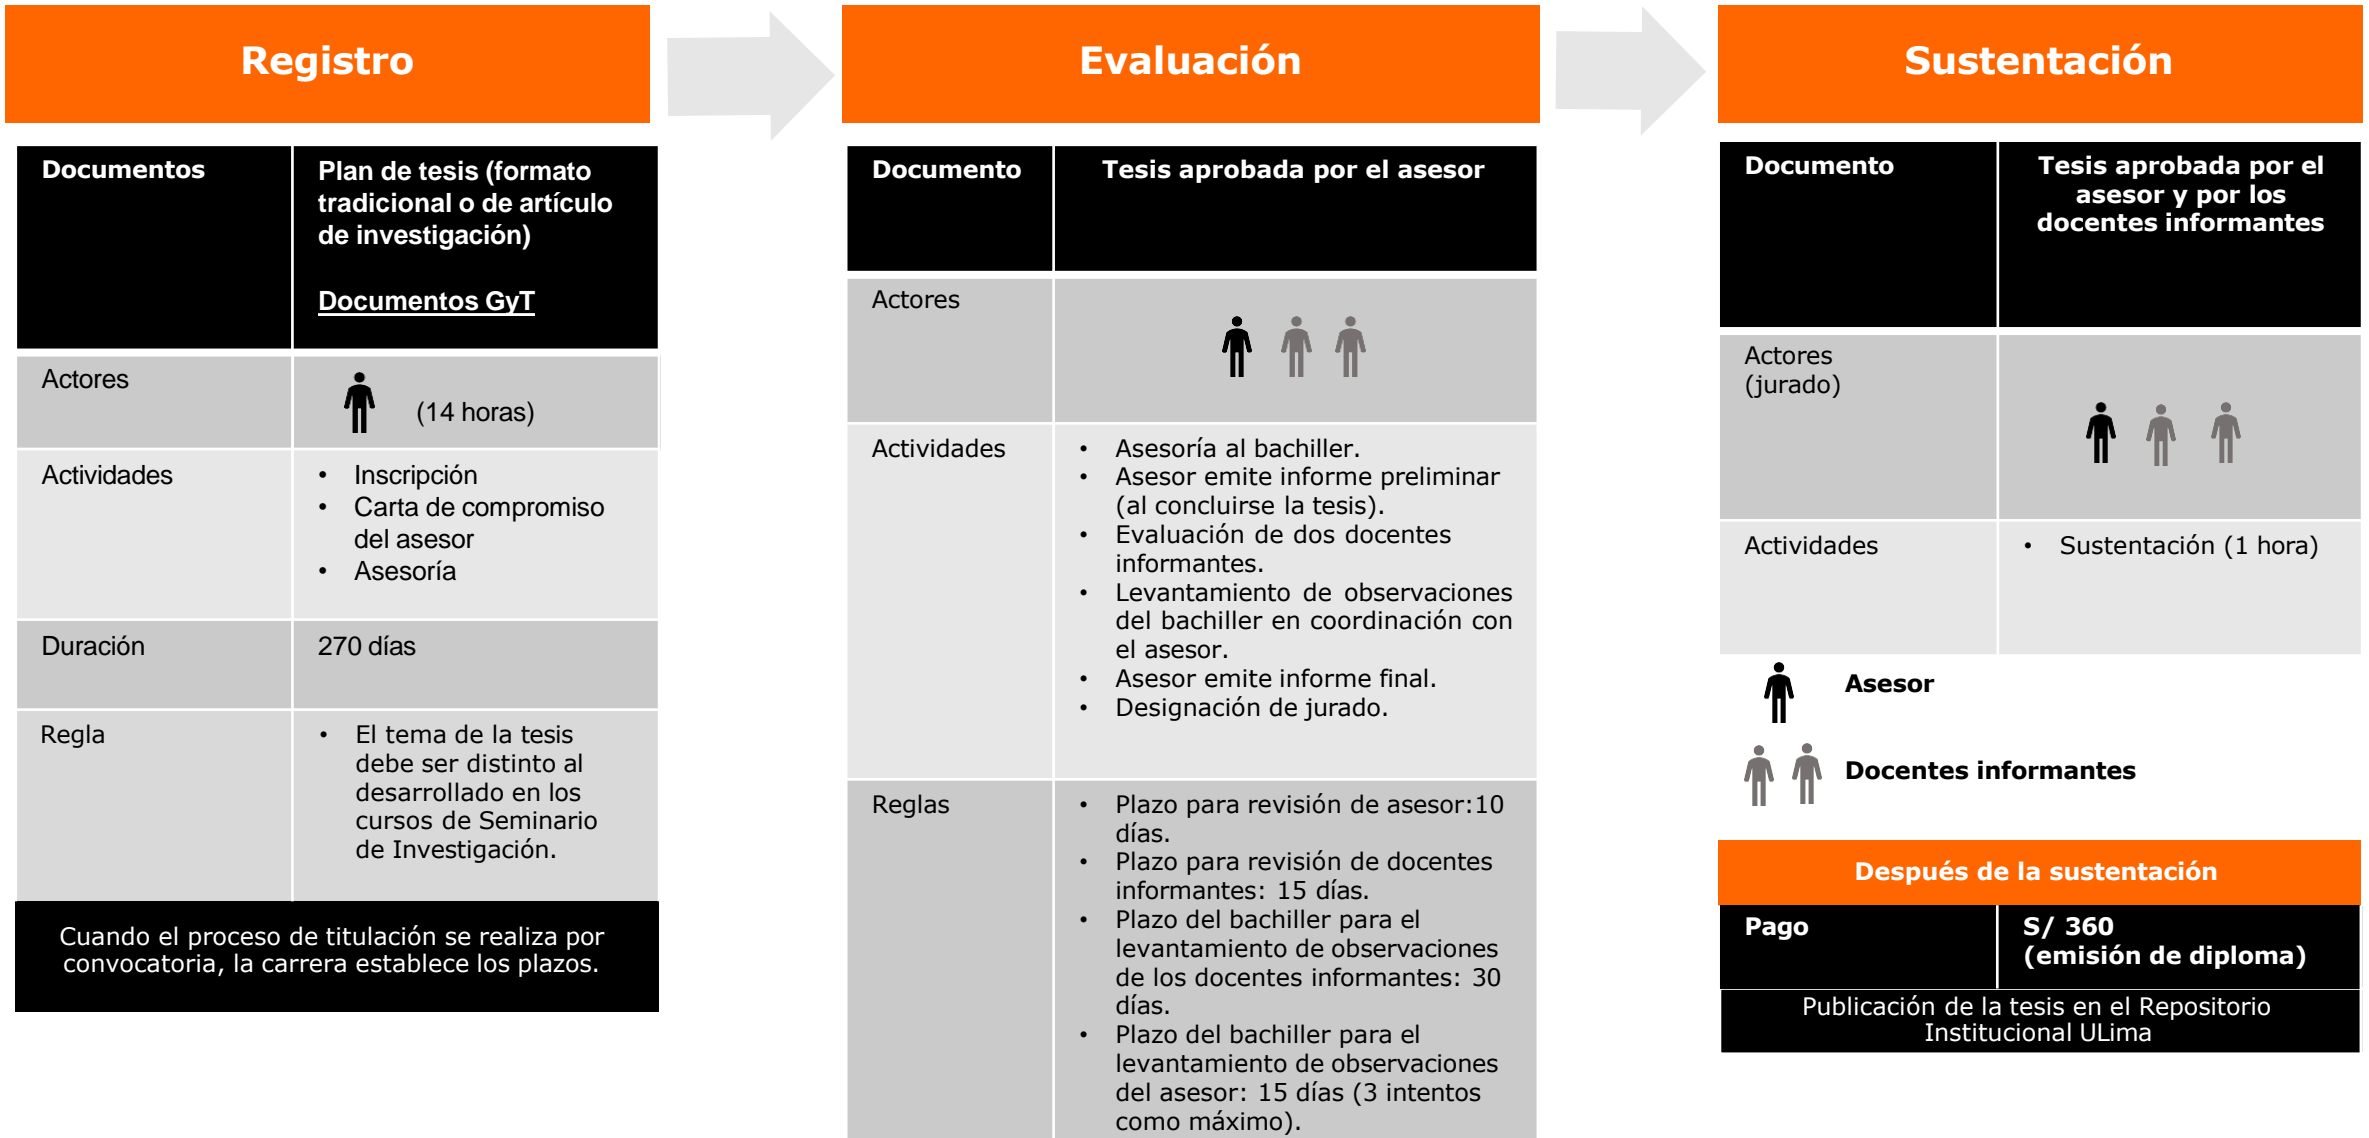 Registro
Documentos
Plan de tesis (formato
tradicional o de artículo
de investigación)
Documentos GyT
Actores
(14 horas)
Actividades
• Inscripción
• Carta de compromiso
del asesor
• Asesoría
Duración
270 días
Regla
• El tema de la tesis
debe ser distinto al
desarrollado en los
cursos de Seminario
de Investigación.
Cuando el proceso de titulación se realiza por
convocatoria, la carrera establece los plazos.
Evaluación
Documento
Tesis aprobada por el asesor
Actores
Actividades
• Asesoría al bachiller.
• Asesor emite informe preliminar
(al concluirse la tesis).
• Evaluación de dos docentes
informantes.
• Levantamiento de observaciones
del bachiller en coordinación con
el asesor.
• Asesor emite informe final.
• Designación de jurado.
Reglas
• Plazo para revisión de asesor:10
días.
• Plazo para revisión de docentes
informantes: 15 días.
• Plazo del bachiller para el
levantamiento de observaciones
de los docentes informantes: 30
días.
• Plazo del bachiller para el
levantamiento de observaciones
del asesor: 15 días (3 intentos
como máximo).
Sustentación
Documento
Tesis aprobada por el
asesor y por los
docentes informantes
Actores
(jurado)
Actividades
• Sustentación (1 hora)
Asesor
Docentes informantes
Después de la sustentación
Pago
S/ 360
(emisión de diploma)
Publicación de la tesis en el Repositorio
Institucional ULima